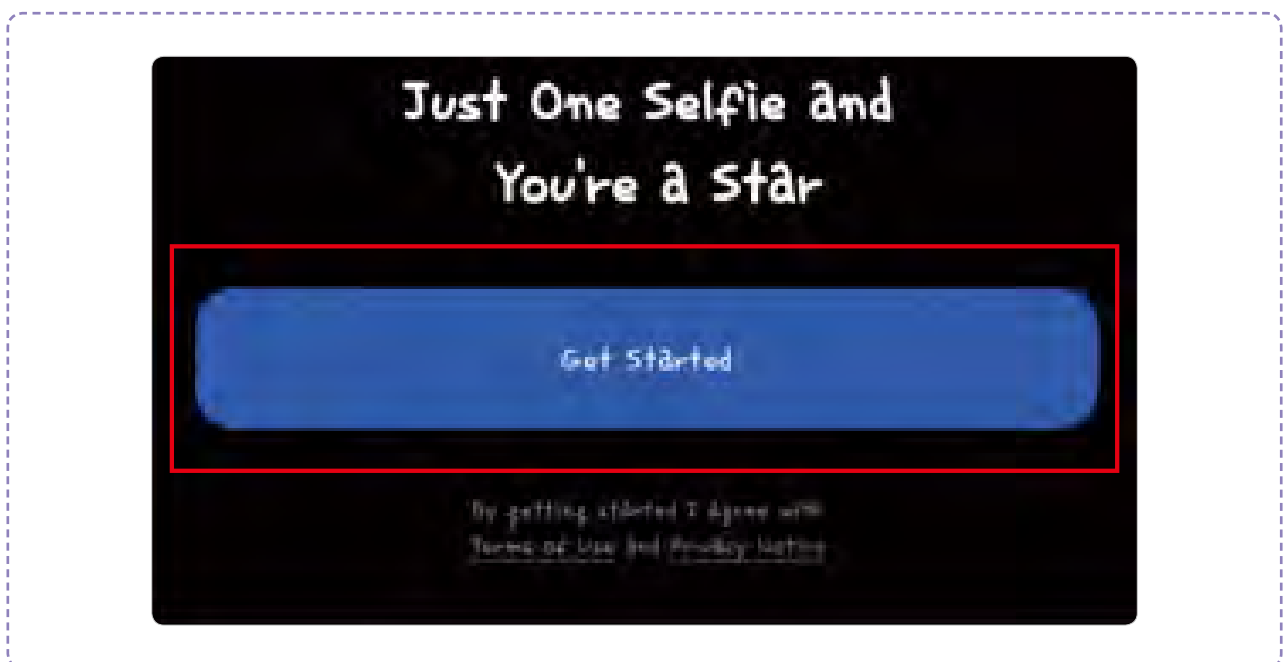 Just One Selfie and
You're a Star
Get Started
By getting started I agree with
Terms of Use and Privacy Notice